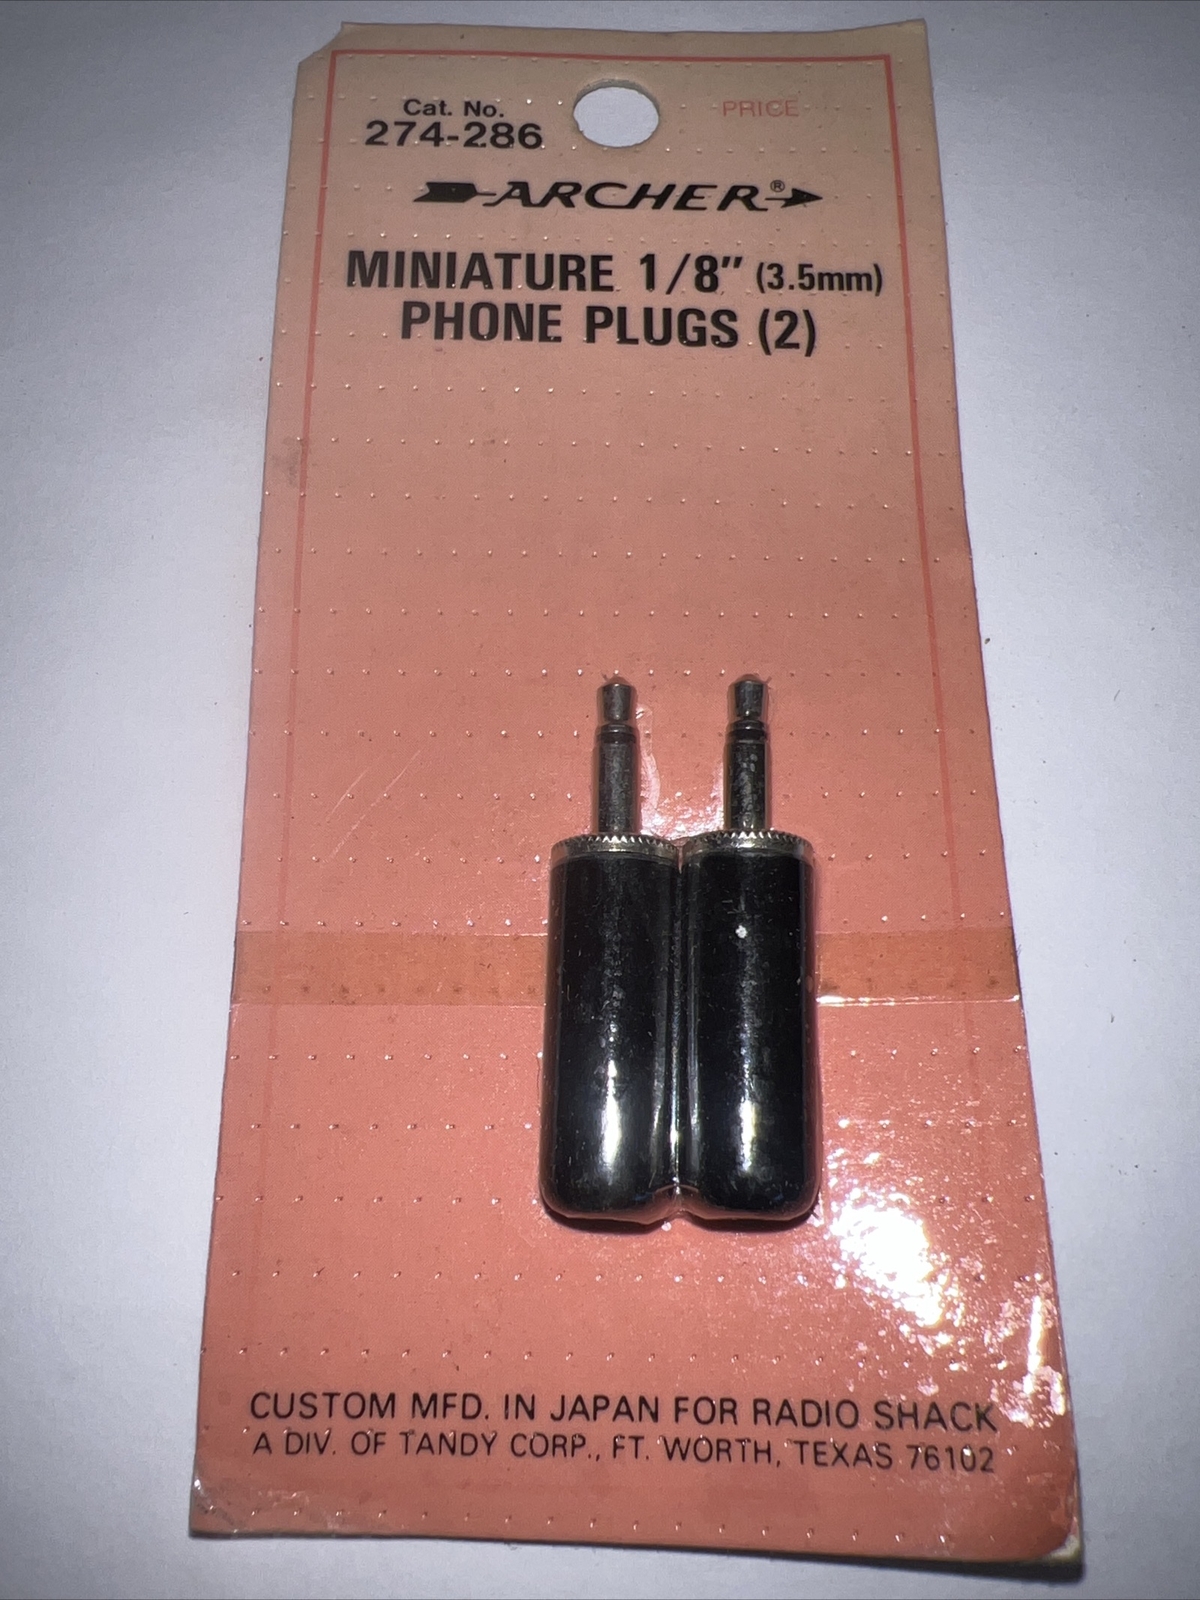 Cat. No.
274-286
PRICE
ARCHER®
MINIATURE 1/8" (3.5mm)
PHONE PLUGS (2)
CUSTOM MFD. IN JAPAN FOR RADIO SHACK
A DIV. OF TANDY CORP., FT. WORTH, TEXAS 76102